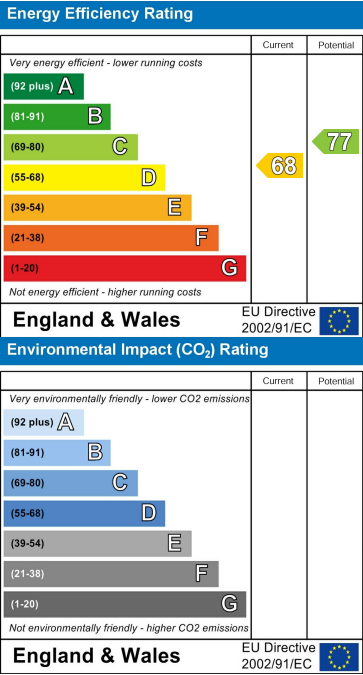 Energy Efficiency Rating
Current Potential
Very energy efficient - lower running costs
(92 plus) A
(81-91) B
(69-80) C
(55-68) D
(39-54) E
(21-38) F
(1-20) G
68
77
Not energy efficient - higher running costs
England & Wales
EU Directive
2002/91/EC
Environmental Impact (CO₂) Rating
Current Potential
Very environmentally friendly - lower CO2 emissions
(92 plus) A
(81-91) B
(69-80) C
(55-68) D
(39-54) E
(21-38) F
(1-20) G
Not environmentally friendly - higher CO2 emissions
England & Wales
EU Directive
2002/91/EC